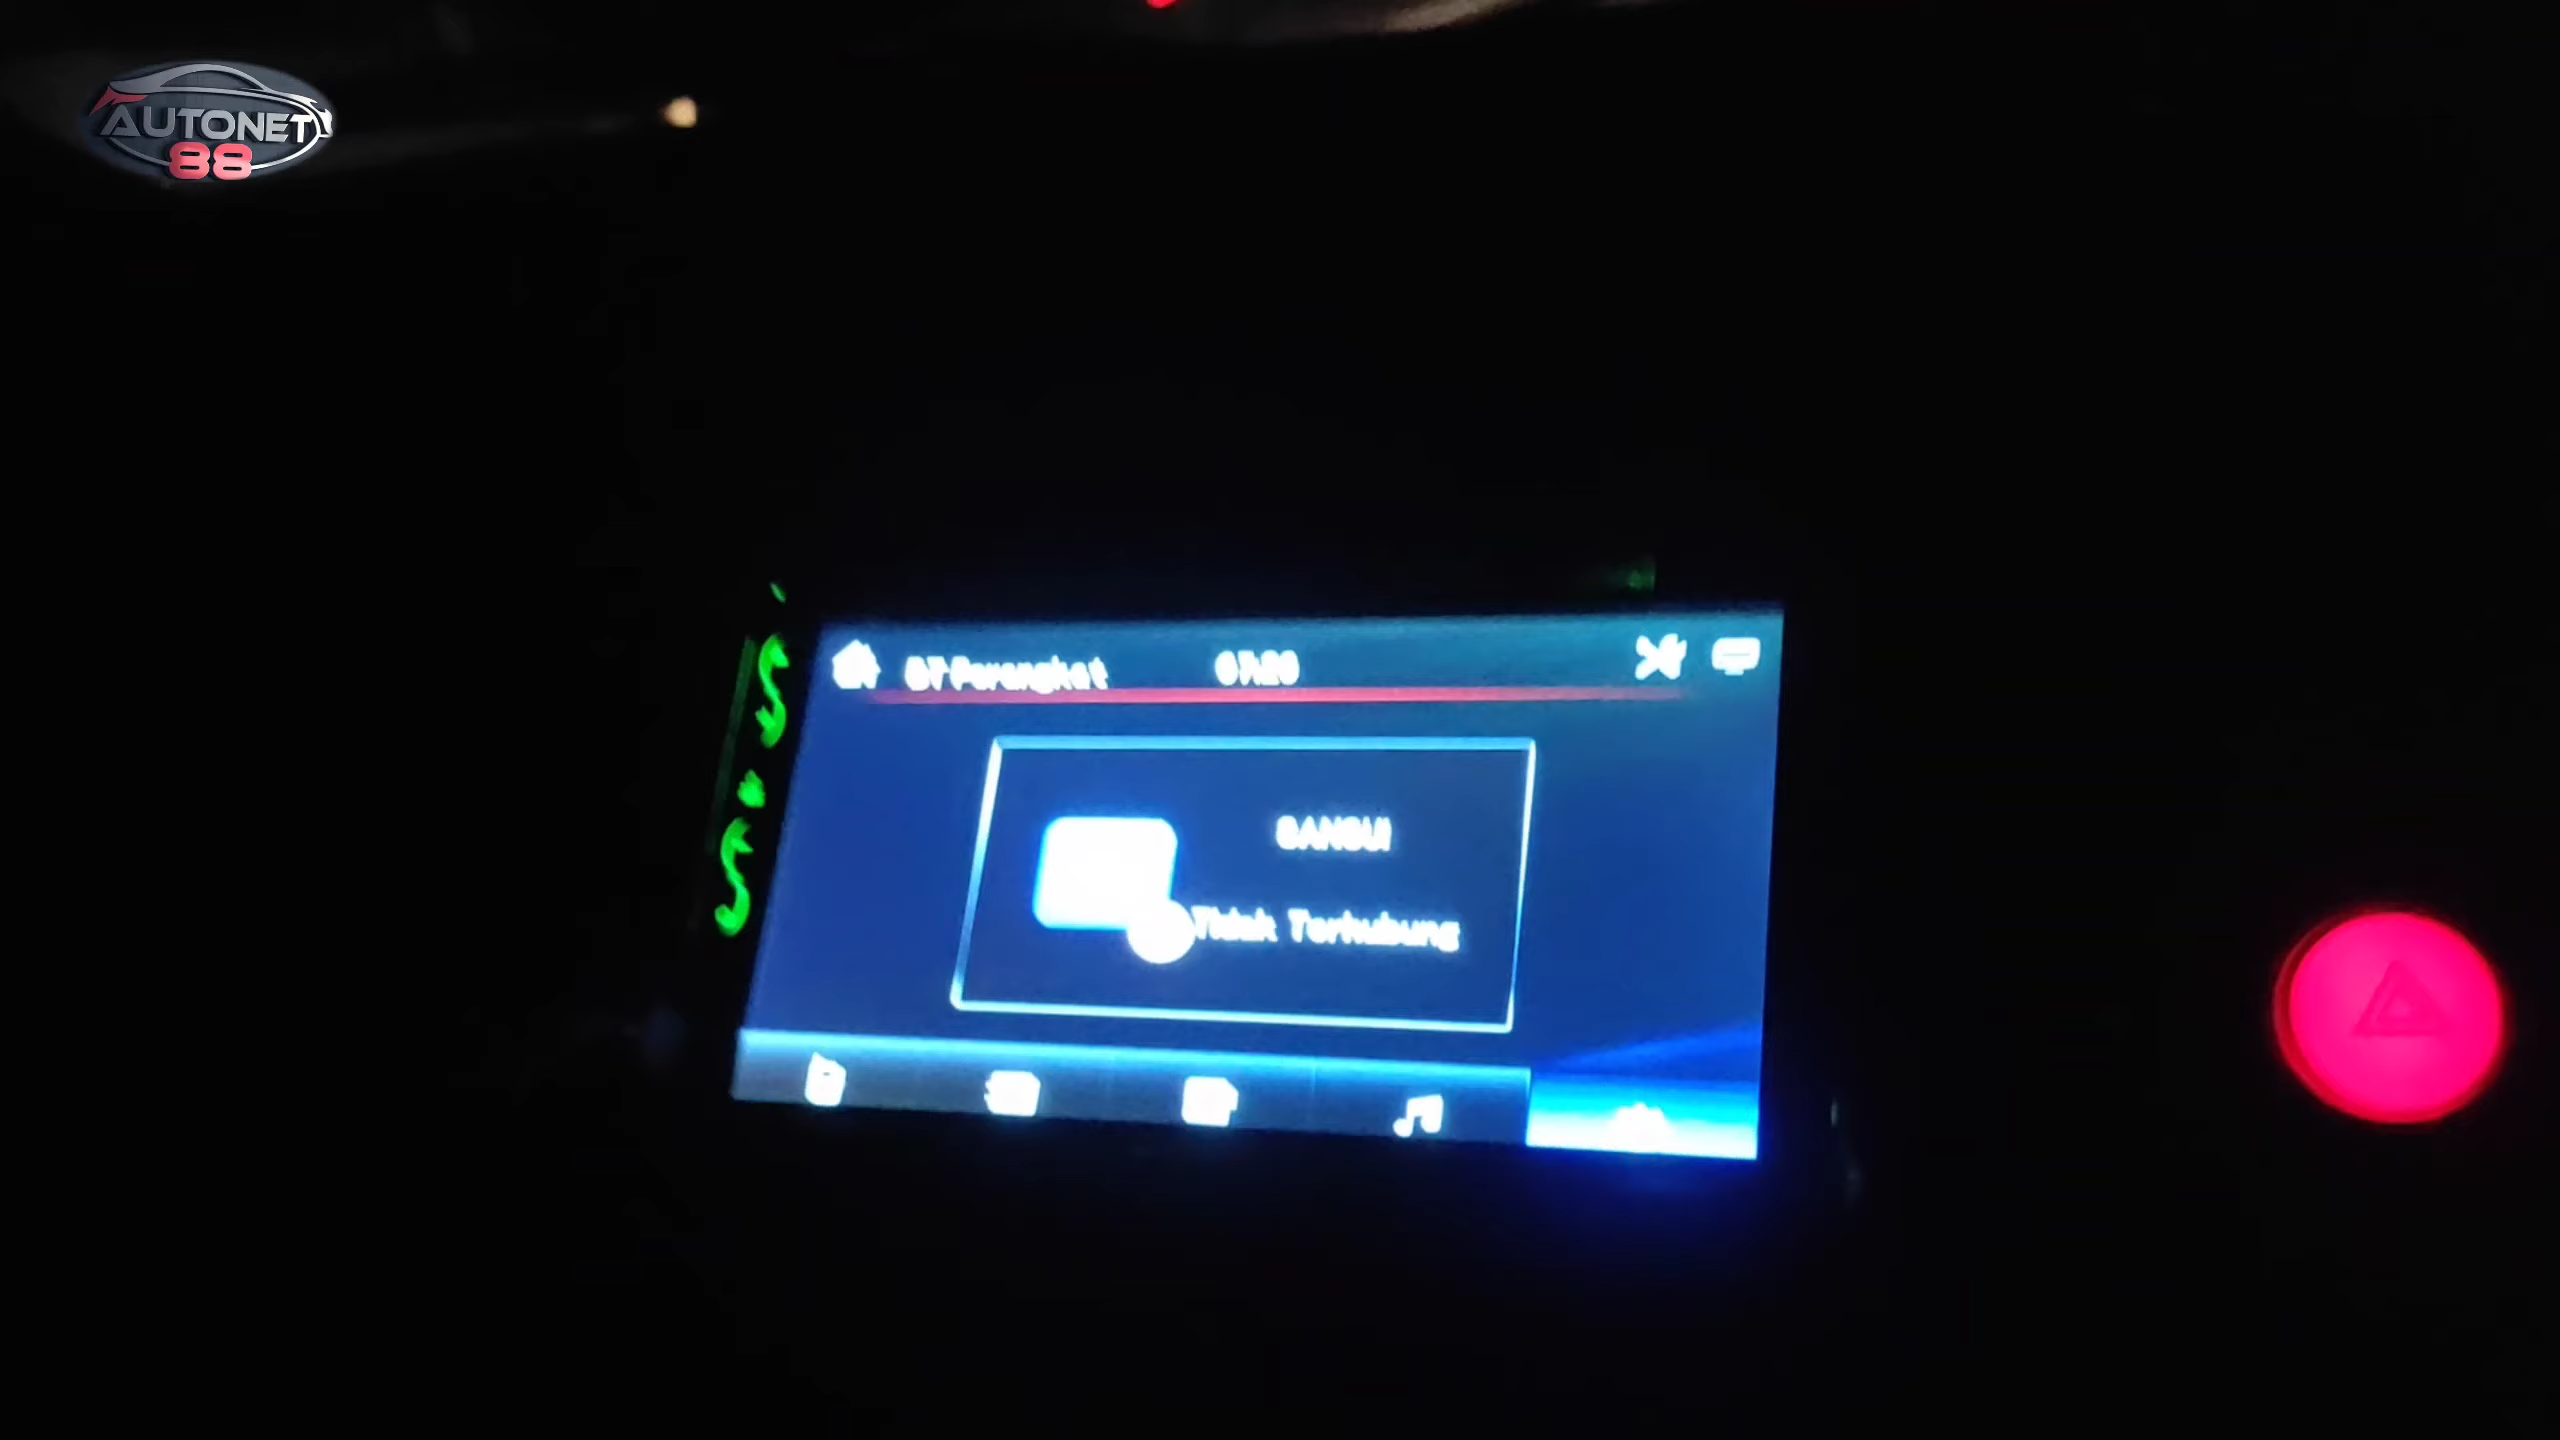 AUTONET
88
BT Perangkat
SANSUI
Tidak Terhubung